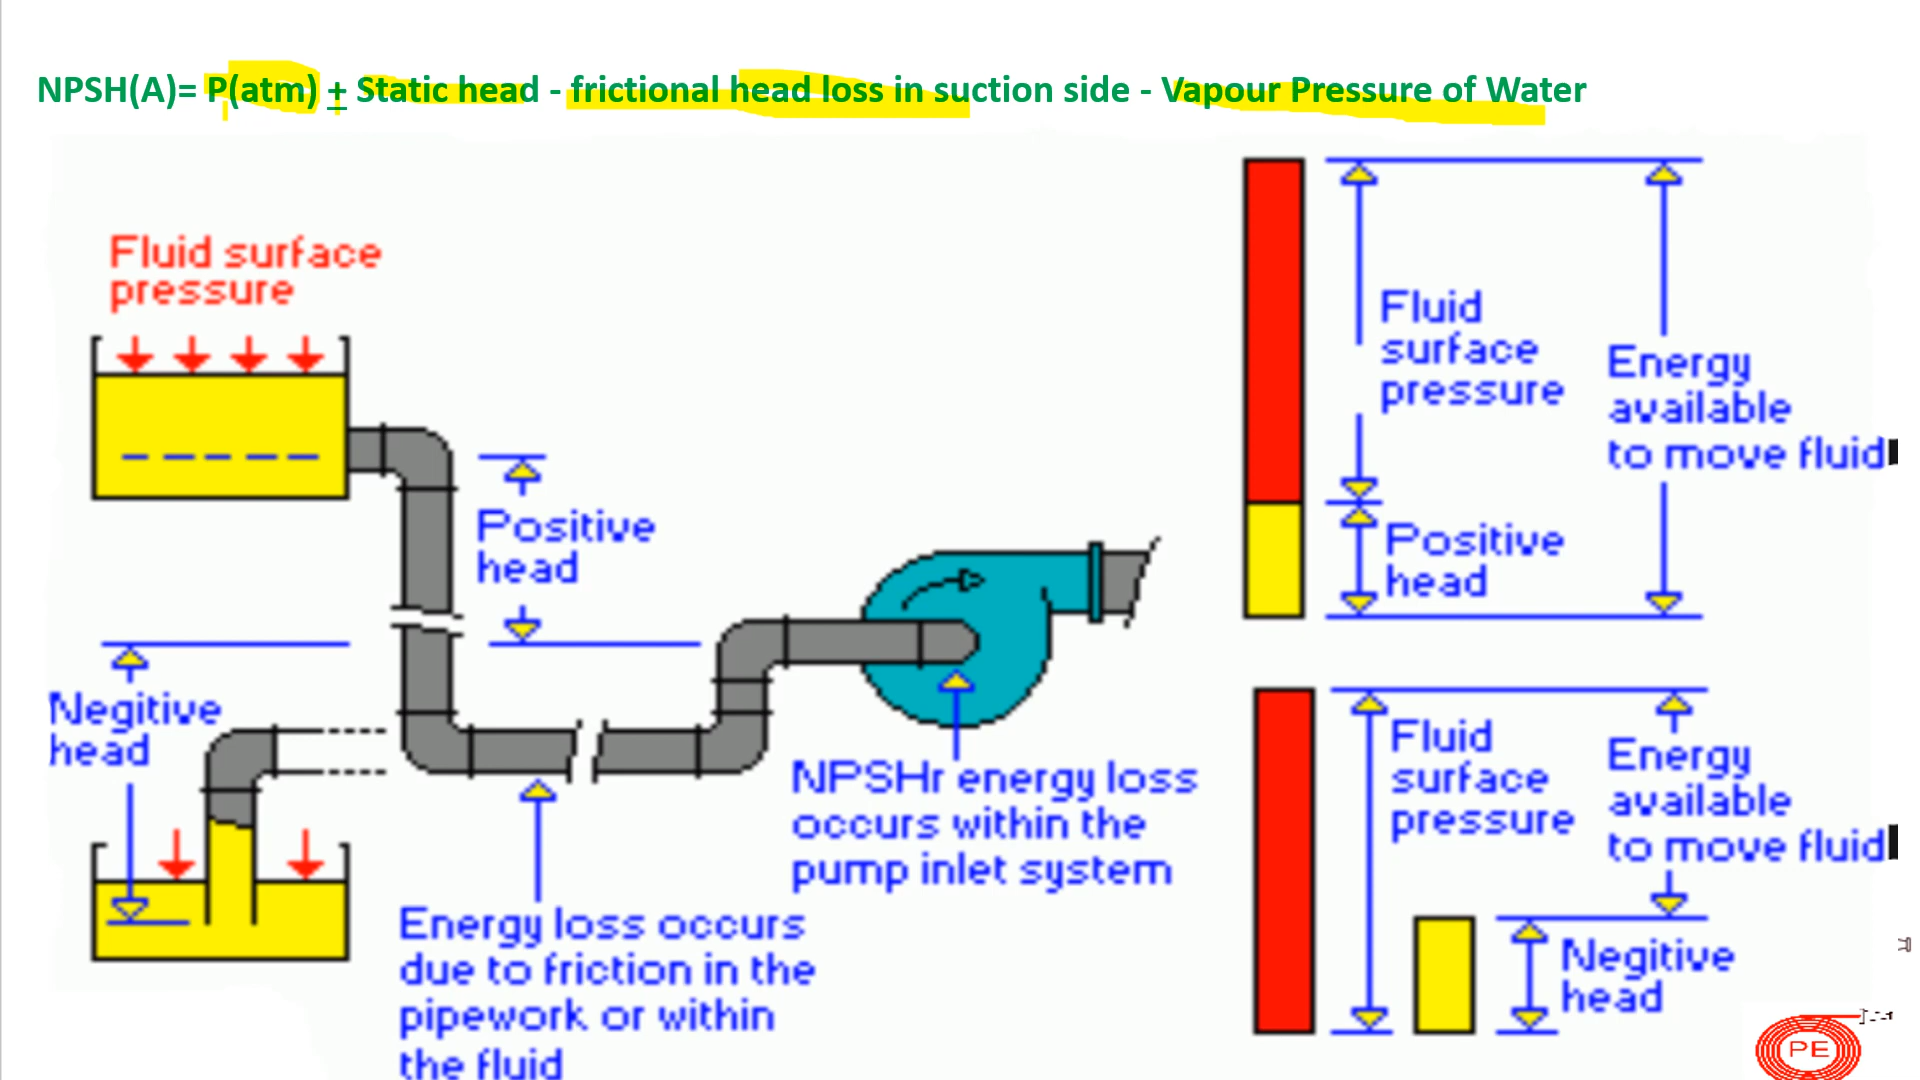 NPSH(A)= P(atm) ± Static head - frictional head loss in suction side - Vapour Pressure of Water
Fluid surface
pressure
Positive
head
Negitive
head
NPSHr energy loss
occurs within the
pump inlet system
Energy loss occurs
due to friction in the
pipework or within
the fluid
Fluid
surface
pressure
Energy
available
to move fluid
Positive
head
Fluid
surface
pressure
Energy
available
to move fluid
Negitive
head
PE